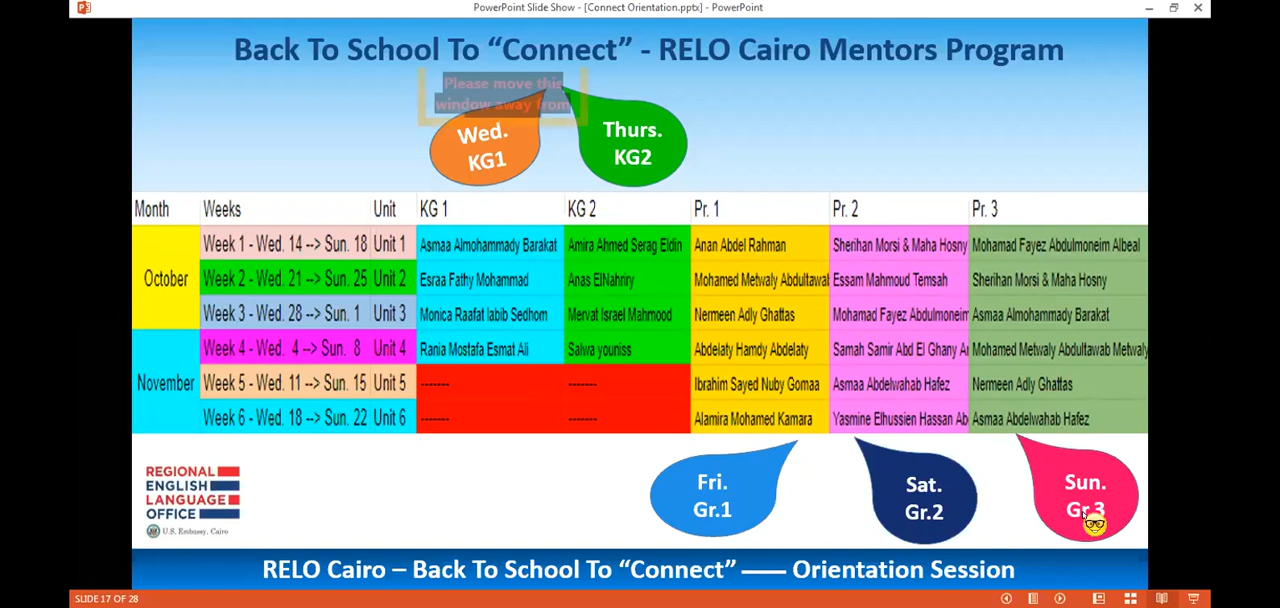 PowerPoint Slide Show - [Connect Orientation.pptx] - PowerPoint
Back To School To “Connect” - RELO Cairo Mentors Program
Please move this
window away from
Wed.
KG1
Thurs.
KG2
Month Weeks Unit KG 1 KG 2 Pr. 1 Pr. 2 Pr. 3
October
Week 1 - Wed. 14 --> Sun. 18 Unit 1 Asmaa Almohammady Barakat Amira Ahmed Serag Eldin Anan Abdel Rahman Sherihan Morsi & Maha Hosny Mohamad Fayez Abdulmoneim Albeal
Week 2 - Wed. 21 --> Sun. 25 Unit 2 Esraa Fathy Mohammad Anas ElNahriry Mohamed Metwaly Abdultawat Essam Mahmoud Temsah Sherihan Morsi & Maha Hosny
Week 3 - Wed. 28 --> Sun. 1 Unit 3 Monica Raafat labib Sedhom Mervat Israel Mahmood Nermeen Adly Ghattas Mohamad Fayez Abdulmoneim Asmaa Almohammady Barakat
November
Week 4 - Wed. 4 --> Sun. 8 Unit 4 Rania Mostafa Esmat Ali Salwa youniss Abdelaty Hamdy Abdelaty Samah Samir Abd El Ghany Mohamed Metwaly Abdultawab Metwaly
Week 5 - Wed. 11 --> Sun. 15 Unit 5 ------- ------- Ibrahim Sayed Nuby Gomaa Asmaa Abdelwahab Hafez Nermeen Adly Ghattas
Week 6 - Wed. 18 --> Sun. 22 Unit 6 ------- ------- Alamira Mohamed Kamara Yasmine Elhussien Hassan Ab Asmaa Abdelwahab Hafez
Fri.
Gr.1
Sat.
Gr.2
Sun.
Gr.3
REGIONAL
ENGLISH
LANGUAGE
OFFICE
U.S. Embassy, Cairo
RELO Cairo – Back To School To “Connect” —— Orientation Session
SLIDE 17 OF 28